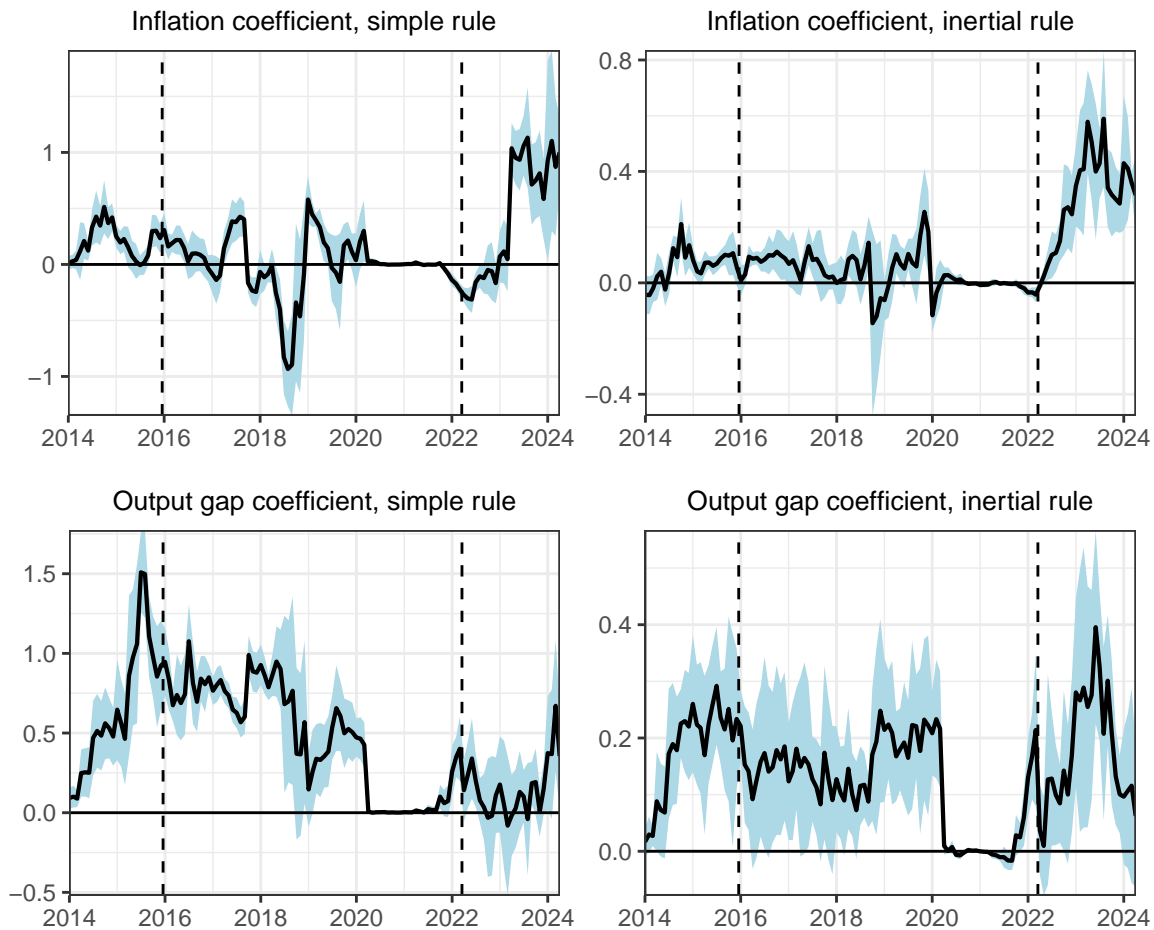 Inflation coefficient, simple rule
1
0
−1
2014 2016 2018 2020 2022 2024
Inflation coefficient, inertial rule
0.8
0.4
0.0
−0.4
2014 2016 2018 2020 2022 2024
Output gap coefficient, simple rule
1.5
1.0
0.5
0.0
−0.5
2014 2016 2018 2020 2022 2024
Output gap coefficient, inertial rule
0.4
0.2
0.0
2014 2016 2018 2020 2022 2024